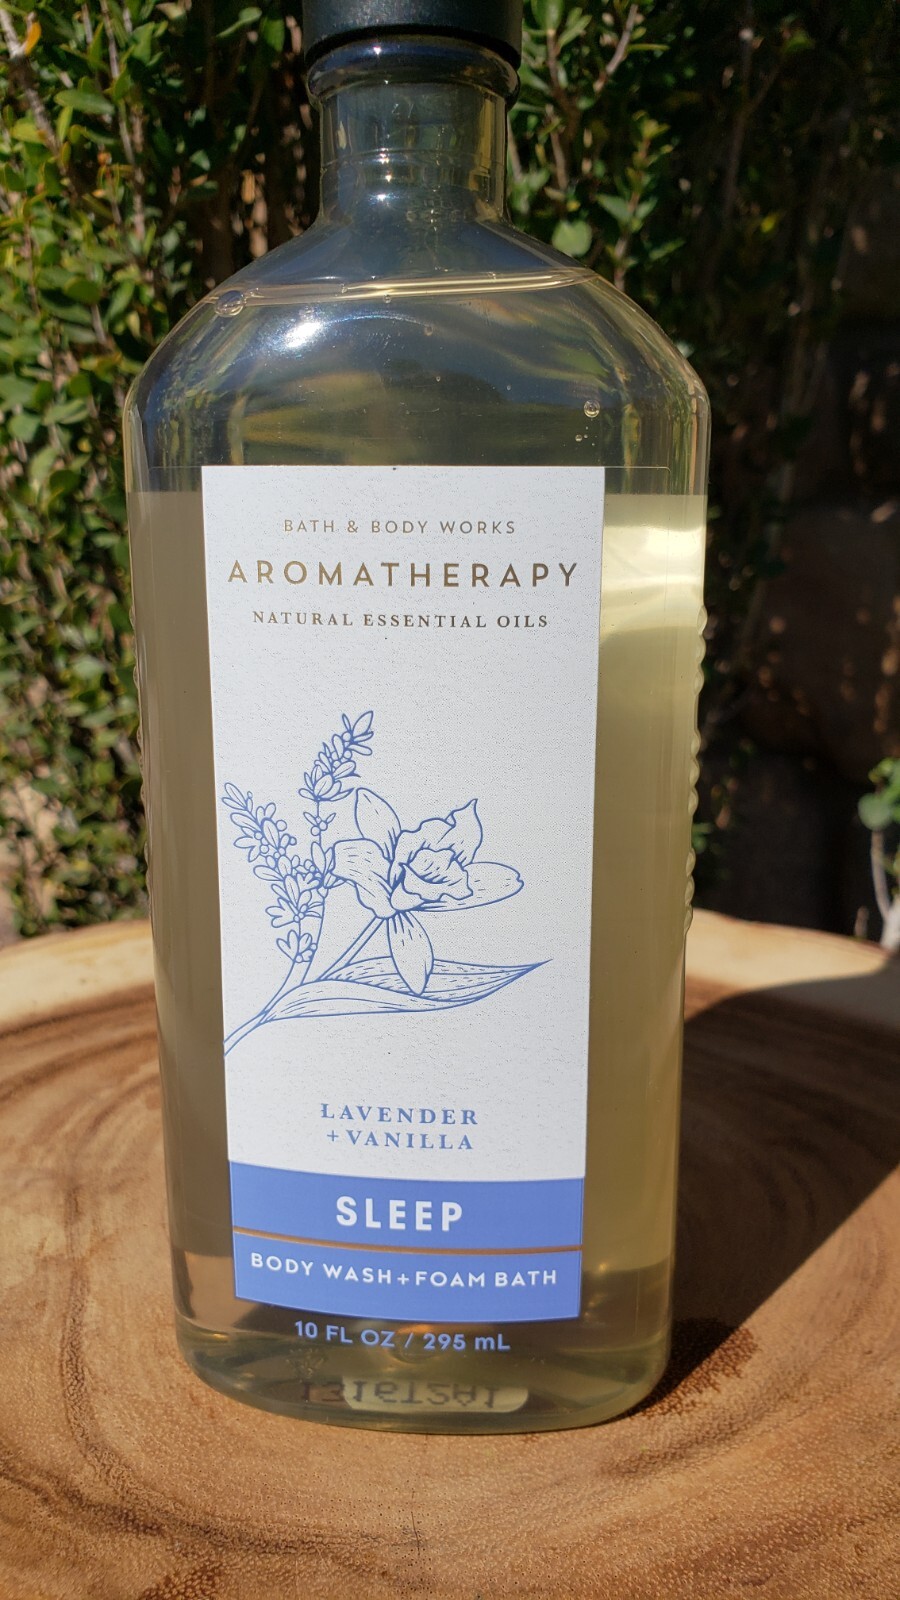 BATH & BODY WORKS
AROMATHERAPY
NATURAL ESSENTIAL OILS
LAVENDER
+ VANILLA
SLEEP
BODY WASH + FOAM BATH
10 FL OZ / 295 mL